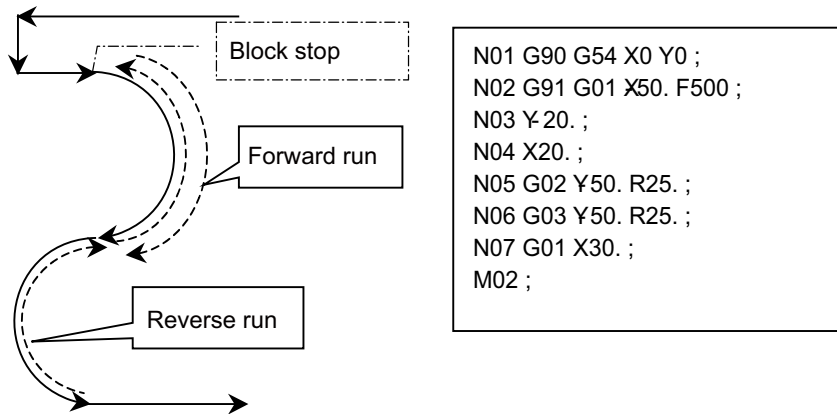 Block stop
Forward run
Reverse run
N01 G90 G54 X0 Y0 ;
N02 G91 G01 X-50. F500 ;
N03 Y-20. ;
N04 X20. ;
N05 G02 Y-50. R25. ;
N06 G03 Y-50. R25. ;
N07 G01 X30. ;
M02 ;